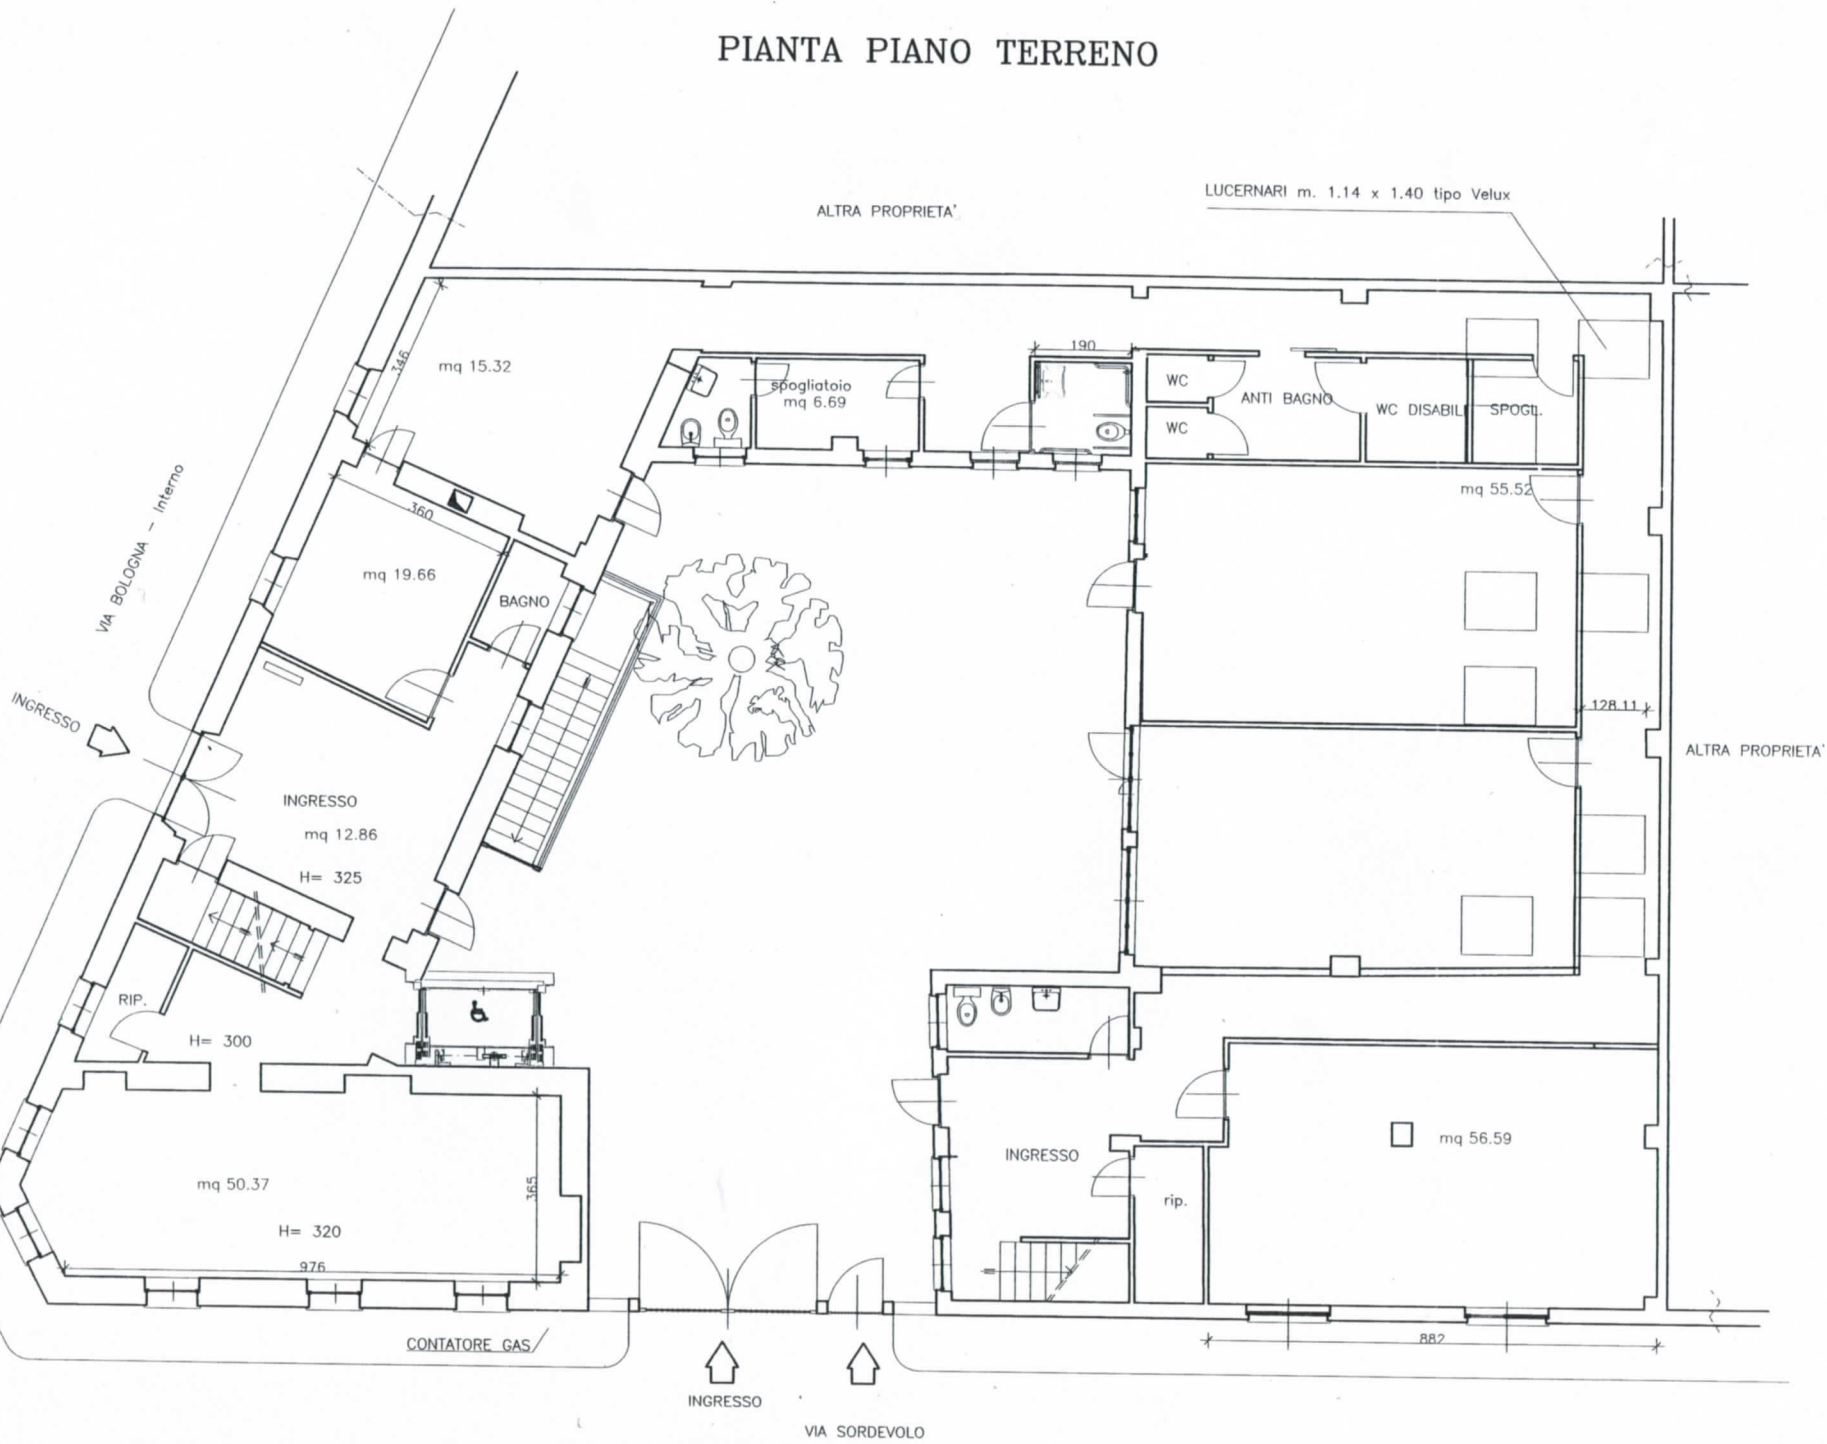 PIANTA PIANO TERRENO
LUCERNARI m. 1.14 x 1.40 tipo Velux
ALTRA PROPRIETA'
190
346
mq 15.32
spogliatoio
mq 6.69
WC
ANTI BAGNO
WC DISABILI
SPOGL.
WC
mq 55.52
360
VIA BOLOGNA - Interno
mq 19.66
BAGNO
128.11
INGRESSO
ALTRA PROPRIETA'
INGRESSO
mq 12.86
H= 325
RIP.
H= 300
mq 56.59
INGRESSO
mq 50.37
365
rip.
H= 320
976
CONTATORE GAS
882
INGRESSO
VIA SORDEVOLO